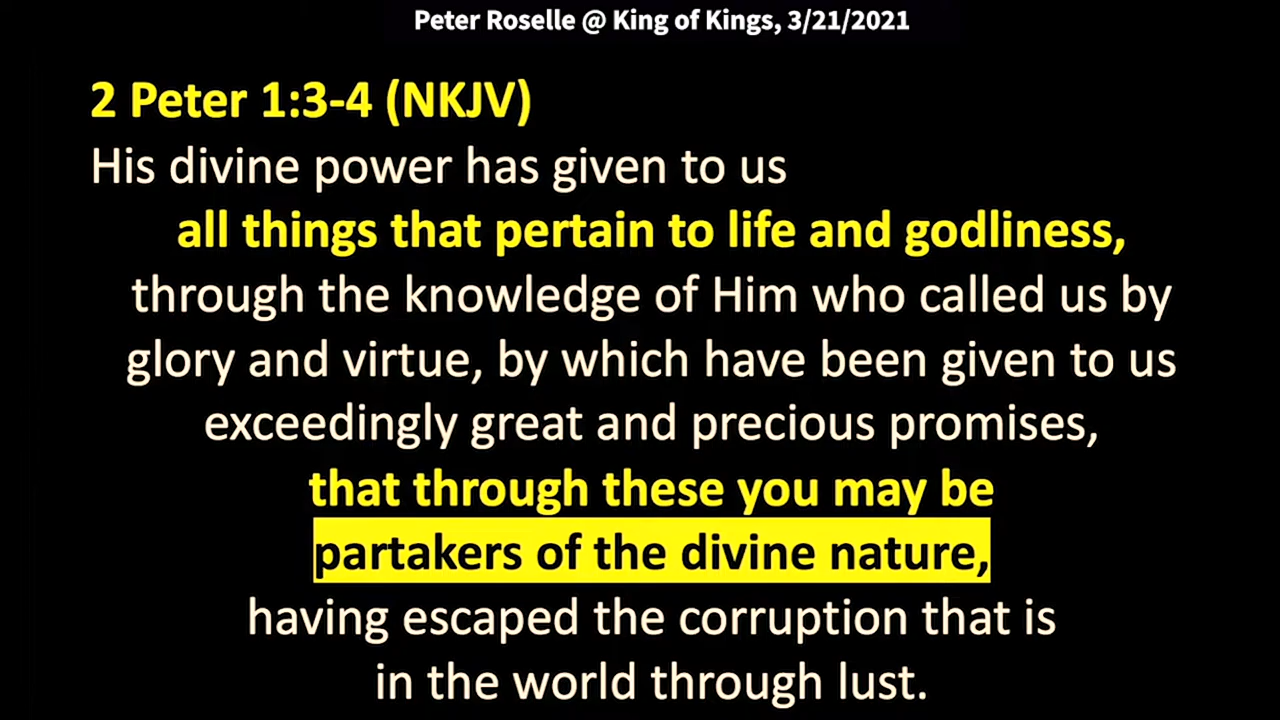 Peter Roselle @ King of Kings, 3/21/2021
2 Peter 1:3-4 (NKJV)
His divine power has given to us
all things that pertain to life and godliness,
through the knowledge of Him who called us by
glory and virtue, by which have been given to us
exceedingly great and precious promises,
that through these you may be
partakers of the divine nature,
having escaped the corruption that is
in the world through lust.